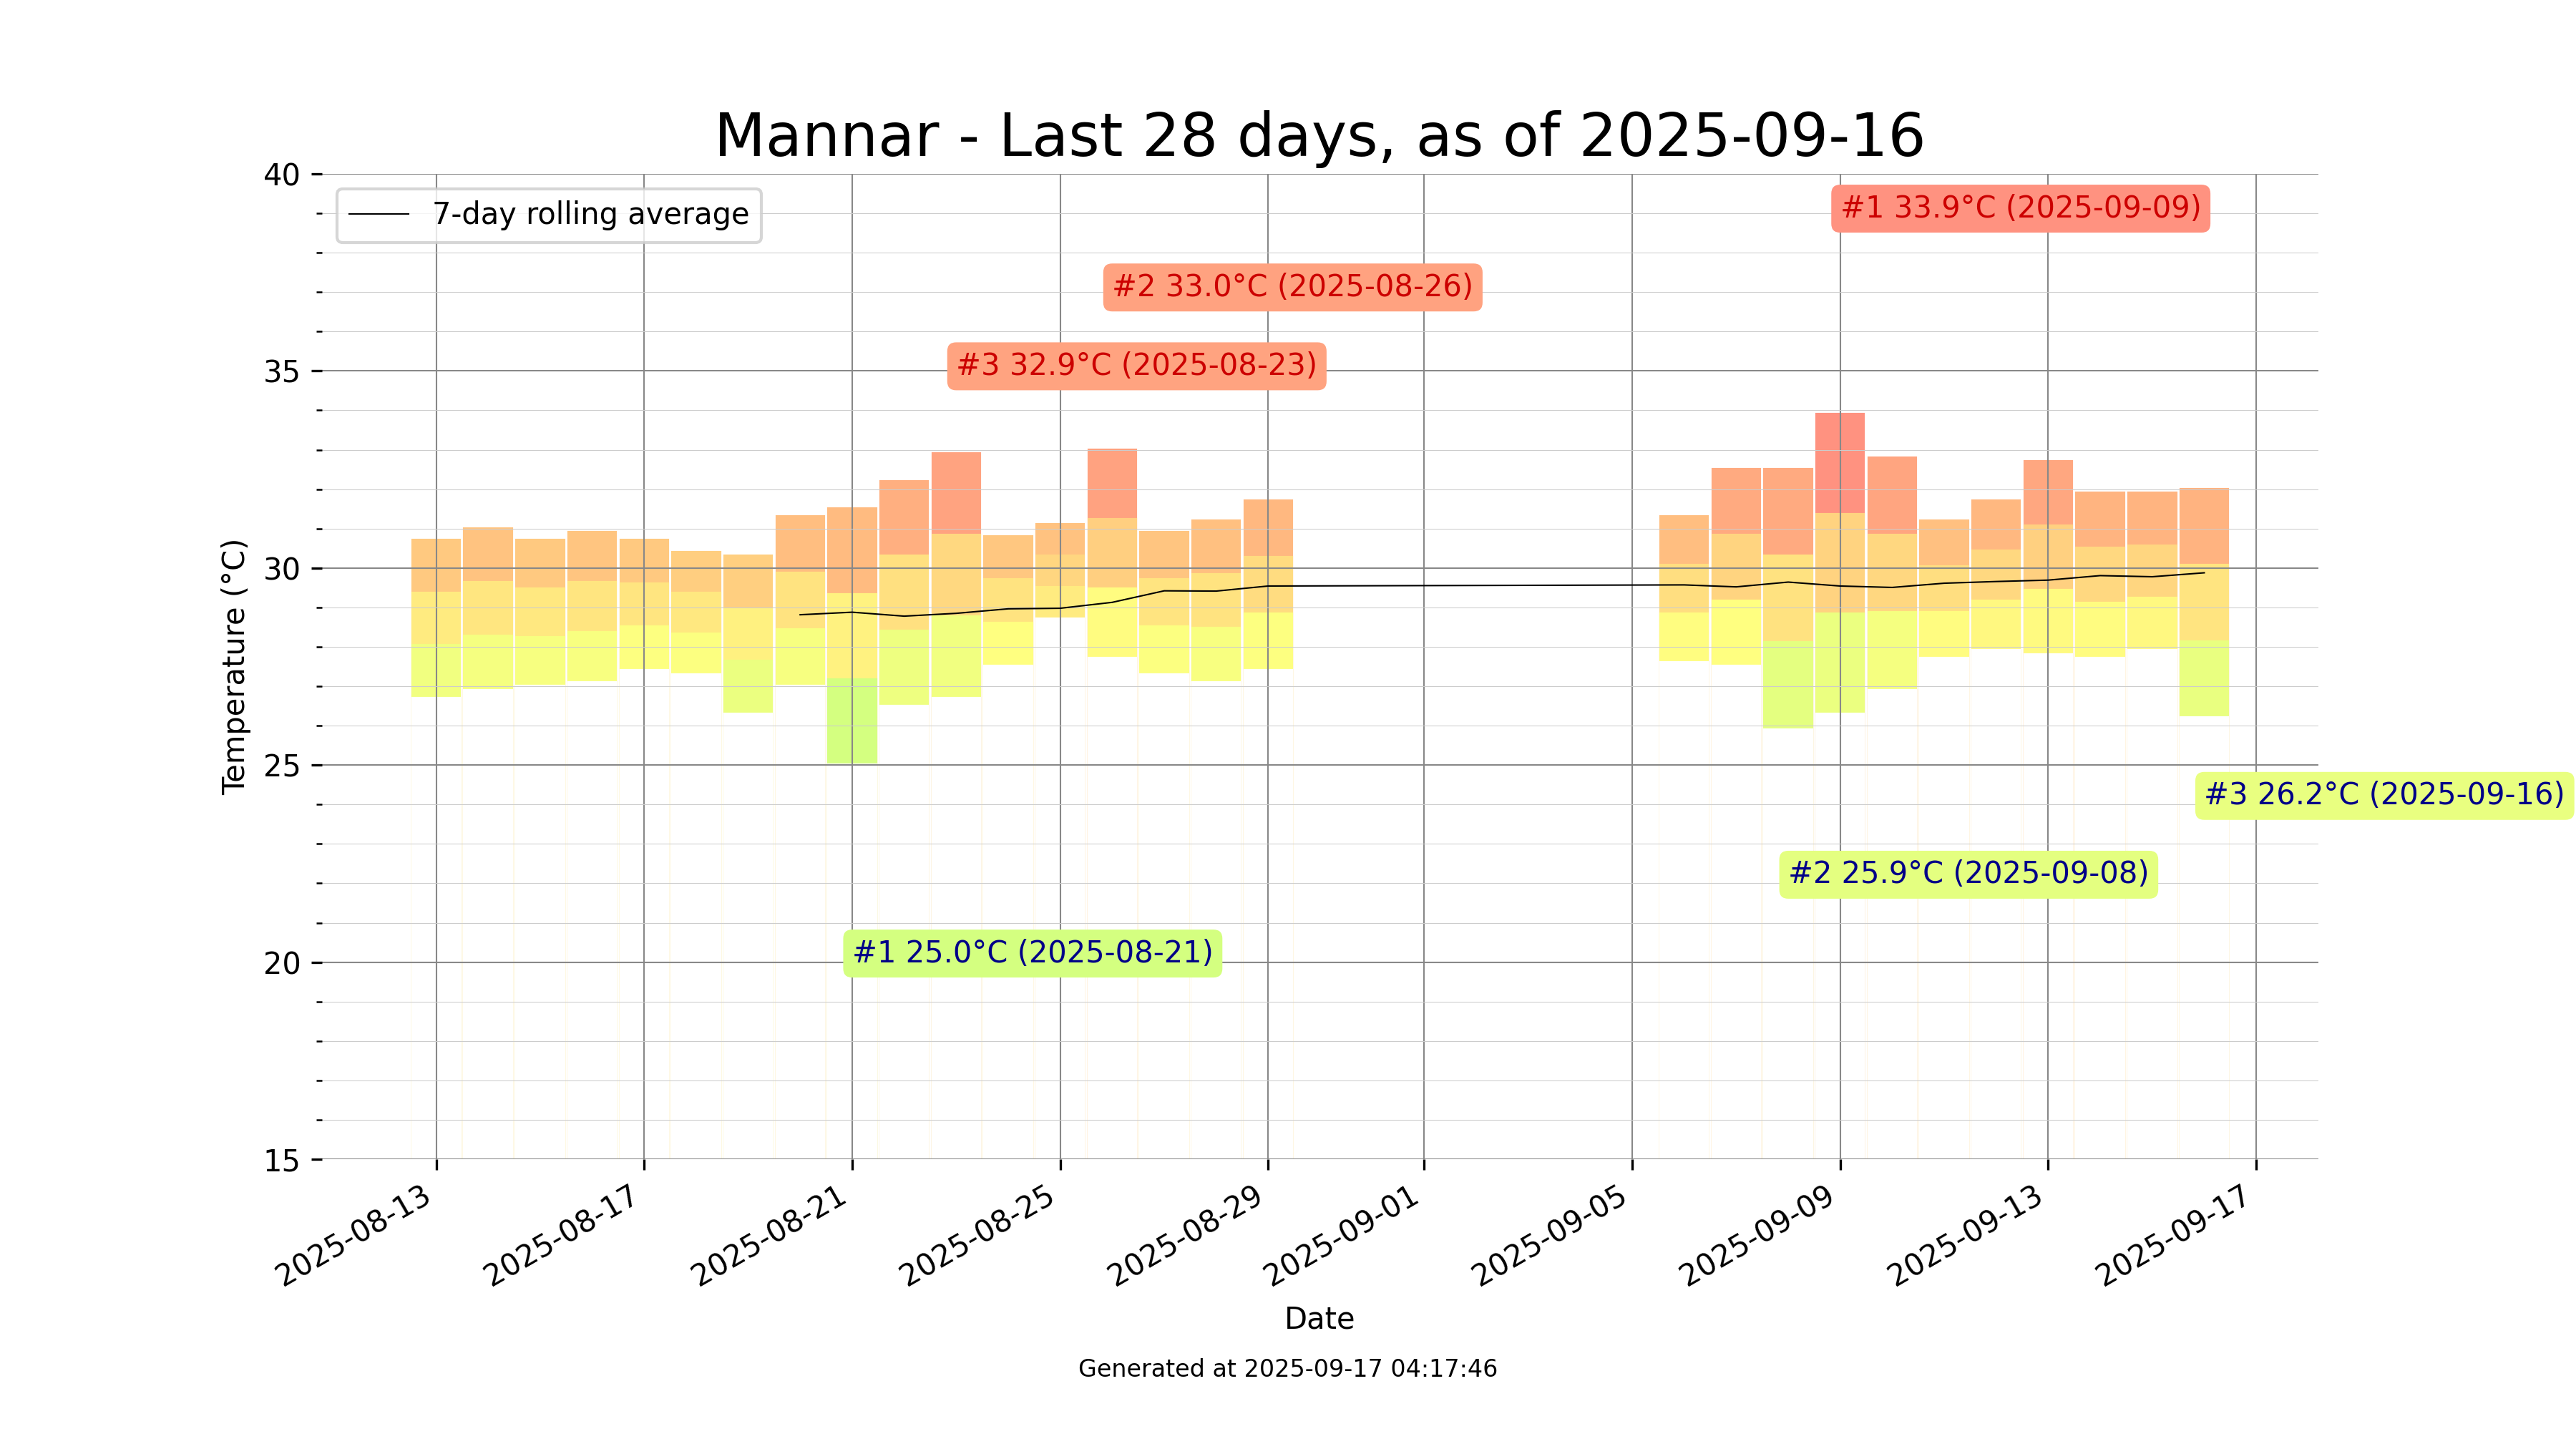 Mannar - Last 28 days, as of 2025-09-16
7-day rolling average
#1 33.9°C (2025-09-09)
#2 33.0°C (2025-08-26)
#3 32.9°C (2025-08-23)
#3 26.2°C (2025-09-16)
#2 25.9°C (2025-09-08)
#1 25.0°C (2025-08-21)
Temperature (°C)
40
35
30
25
20
15
2025-08-13
2025-08-17
2025-08-21
2025-08-25
2025-08-29
2025-09-01
2025-09-05
2025-09-09
2025-09-13
2025-09-17
Date
Generated at 2025-09-17 04:17:46